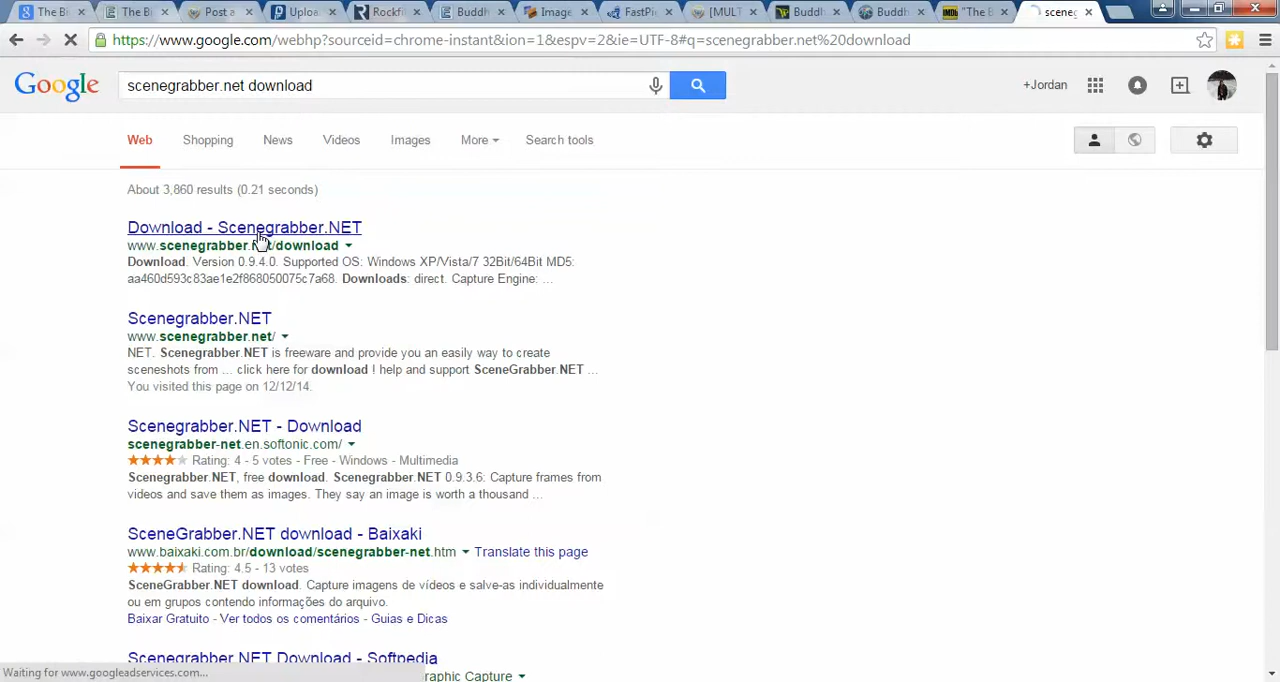 The B
The Bi
Post a
Uploa
Rockfi
Buddh
Image
FastPi
[MULT
Buddh
Buddh
"The B
sceneg
https://www.google.com/webhp?sourceid=chrome-instant&ion=1&espv=2&ie=UTF-8#q=scenegrabber.net%20download
Google
scenegrabber.net download
+Jordan
Web Shopping News Videos Images More Search tools
About 3,860 results (0.21 seconds)
Download - Scenegrabber.NET
www.scenegrabber.net/download
Download. Version 0.9.4.0. Supported OS: Windows XP/Vista/7 32Bit/64Bit MD5:
aa460d593c83ae1e2f868050075c7a68. Downloads: direct. Capture Engine: ...
Scenegrabber.NET
www.scenegrabber.net/
NET. Scenegrabber.NET is freeware and provide you an easily way to create
sceneshots from ... click here for download ! help and support SceneGrabber.NET ...
You visited this page on 12/12/14.
Scenegrabber.NET - Download
scenegrabber-net.en.softonic.com/
Rating: 4 - 5 votes - Free - Windows - Multimedia
Scenegrabber.NET, free download. Scenegrabber.NET 0.9.3.6: Capture frames from
videos and save them as images. They say an image is worth a thousand ...
SceneGrabber.NET download - Baixaki
www.baixaki.com.br/download/scenegrabber-net.htm Translate this page
Rating: 4.5 - 13 votes
SceneGrabber.NET download. Capture imagens de vídeos e salve-as individualmente
ou em grupos contendo informações do arquivo.
Baixar Gratuito - Ver todos os comentários - Guias e Dicas
Scenegrabber.NET Download - Softpedia
raphic Capture
Waiting for www.googleadservices.com...